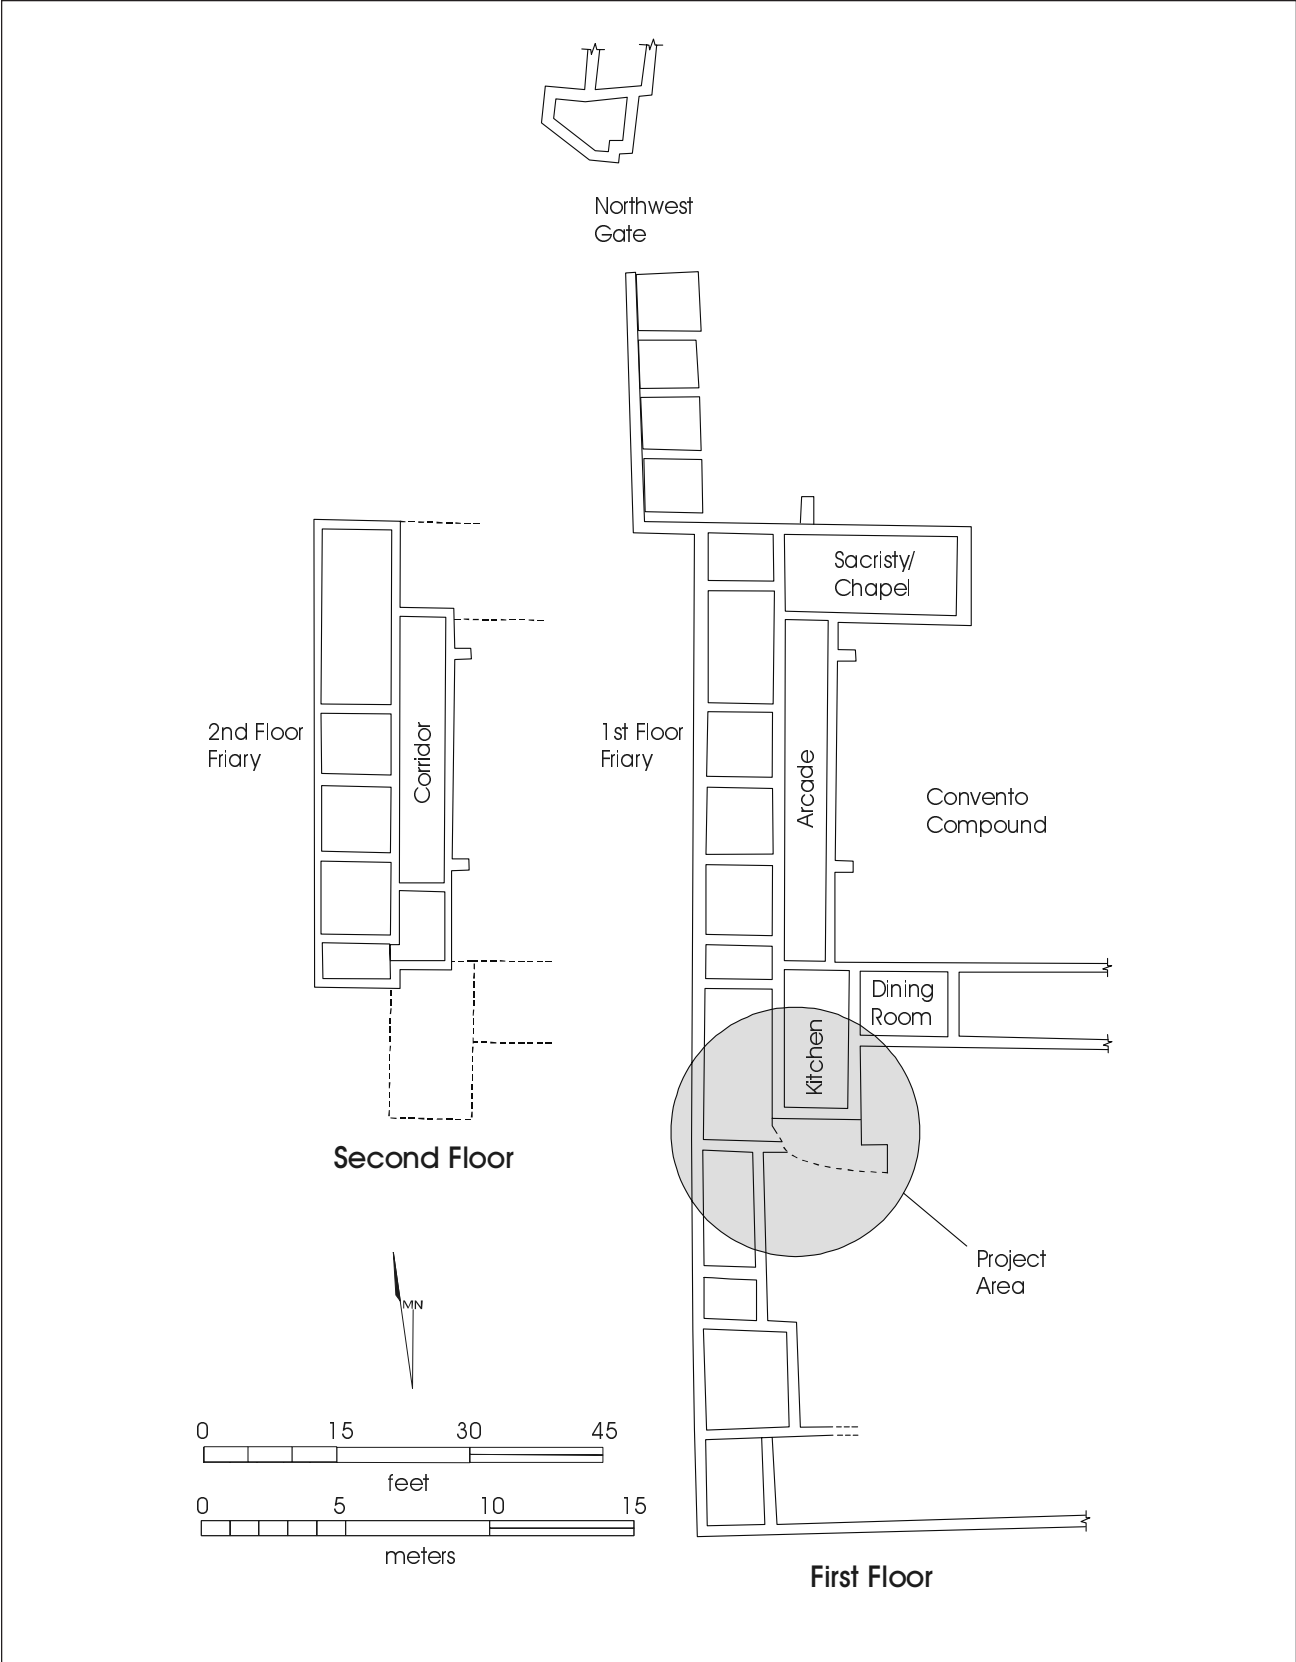 Northwest
Gate
Sacristy/
Chapel
2nd Floor
Friary
Corridor
1st Floor
Friary
Arcade
Convento
Compound
Dining
Room
Kitchen
Second Floor
Project
Area
MN
0 15 30 45
feet
0 5 10 15
meters
First Floor